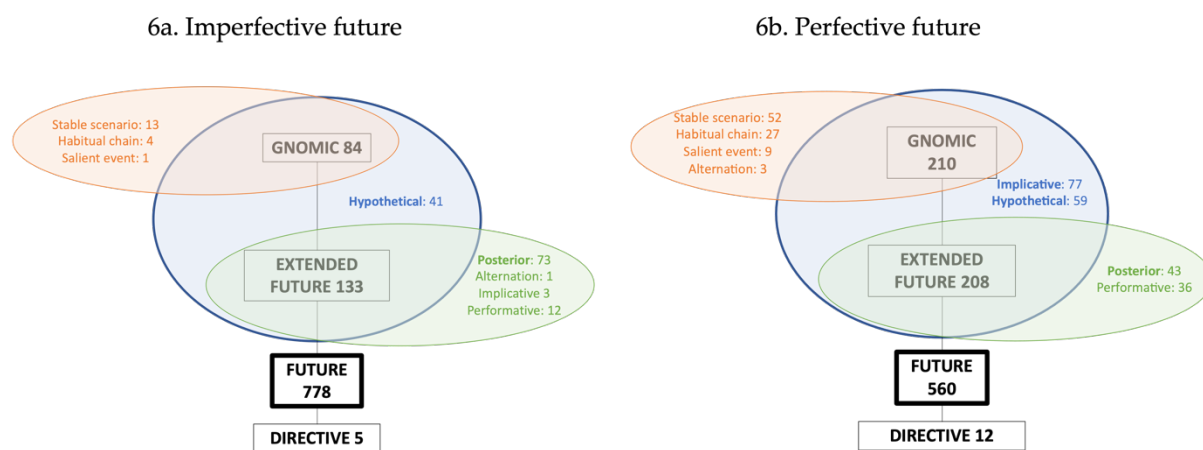 6a. Imperfective future
Stable scenario: 13
Habitual chain: 4
Salient event: 1
GNOMIC 84
Hypothetical: 41
EXTENDED
FUTURE 133
Posterior: 73
Alternation: 1
Implicative 3
Performative: 12
FUTURE
778
DIRECTIVE 5
6b. Perfective future
Stable scenario: 52
Habitual chain: 27
Salient event: 9
Alternation: 3
GNOMIC
210
Implicative: 77
Hypothetical: 59
EXTENDED
FUTURE 208
Posterior: 43
Performative: 36
FUTURE
560
DIRECTIVE 12